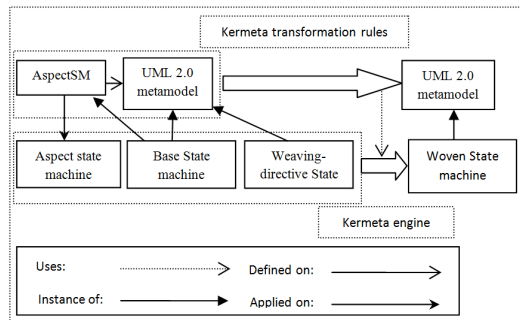 Kermeta transformation rules
AspectSM
UML 2.0
metamodel
UML 2.0
metamodel
Aspect state
machine
Base State
machine
Weaving-
directive State
Woven State
machine
Kermeta engine
Uses:
Defined on:
Instance of:
Applied on: